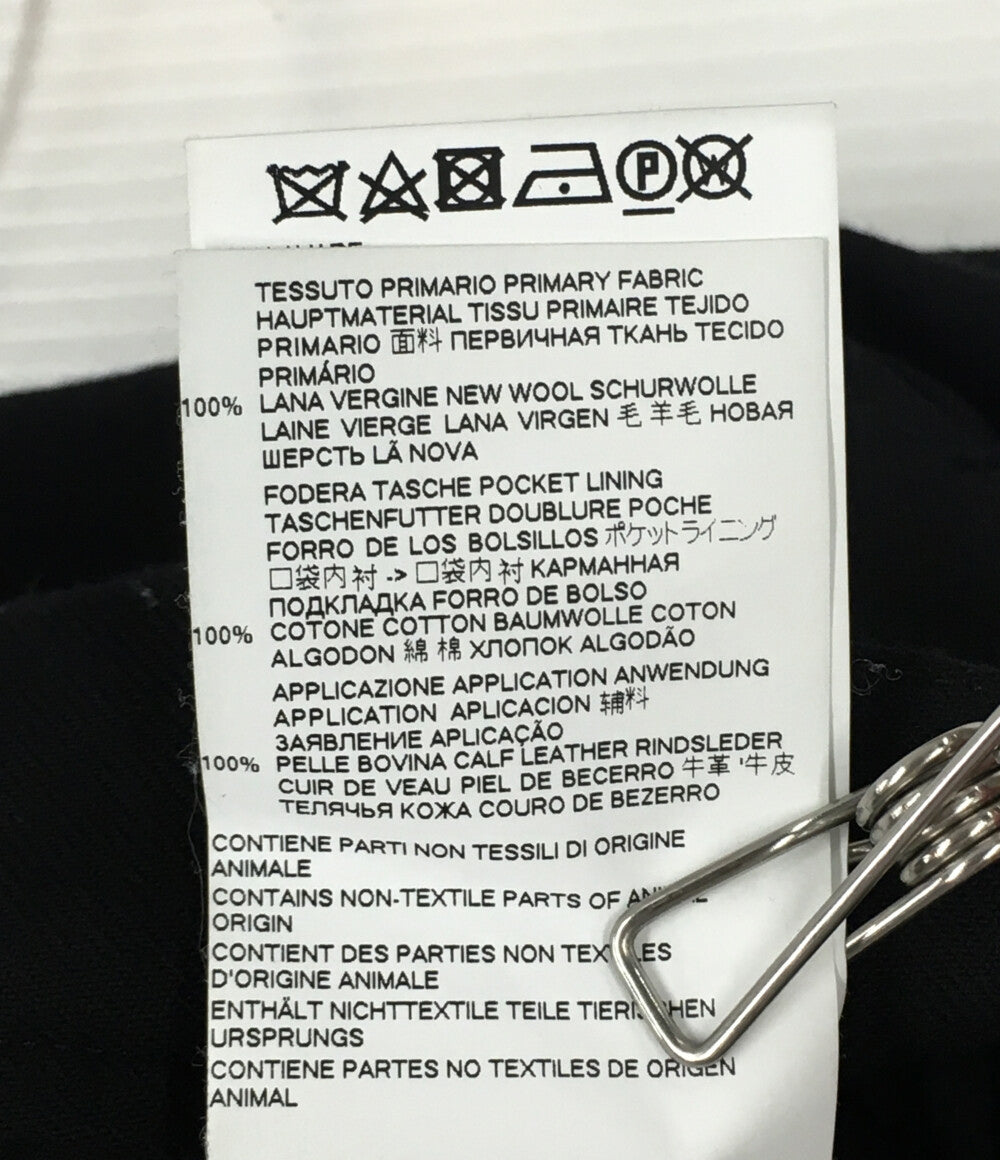 P
W
TESSUTO PRIMARIO PRIMARY FABRIC
HAUPTMATERIAL TISSU PRIMAIRE TEJIDO
PRIMARIO 面料 ПЕРВИЧНАЯ ТКАНЬ TECIDO
PRIMÁRIO
100% LANA VERGINE NEW WOOL SCHURWOLLE
LAINE VIERGE LANA VIRGEN 毛 羊毛 НОВАЯ
ШЕРСТЬ LÃ NOVA
FODERA TASCHE POCKET LINING
TASCHENFUTTER DOUBLURE POCHE
FORRO DE LOS BOLSILLOS ポケットライニング
口袋内衬 -> 口袋内衬 КАРМАННАЯ
ПОДКЛАДКА FORRO DE BOLSO
100% COTONE COTTON BAUMWOLLE COTON
ALGODON 綿 棉 ХЛОПОК ALGODÃO
APPLICAZIONE APPLICATION ANWENDUNG
APPLICATION APLICACION 辅料
ЗАЯВЛЕНИЕ APLICAÇÃO
100% PELLE BOVINA CALF LEATHER RINDSLEDER
CUIR DE VEAU PIEL DE BECERRO 牛革 '牛皮
ТЕЛЯЧЬЯ КОЖА COURO DE BEZERRO
CONTIENE PARTI NON TESSILI DI ORIGINE
ANIMALE
CONTAINS NON-TEXTILE PARTS OF
ORIGIN
CONTIENT DES PARTIES NON
D'ORIGINE ANIMALE
ENTHÄLT NICHTTEXTILE TEILE
URSPRUNGS
CONTIENE PARTES NO TEXTILES DE ORIGEN
ANIMAL